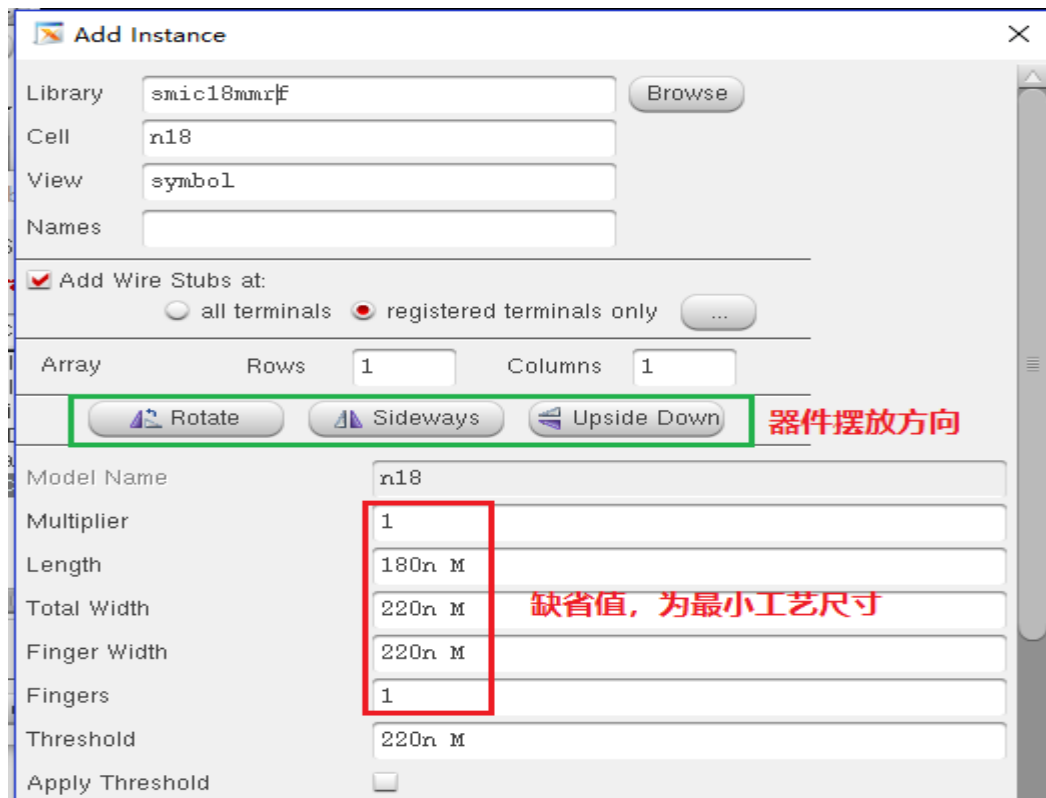 Add Instance
Library smic18mmrf Browse
Cell n18
View symbol
Names
Add Wire Stubs at:
all terminals registered terminals only ...
Array Rows 1 Columns 1
Rotate Sideways Upside Down 器件摆放方向
Model Name n18
Multiplier 1
Length 180n M
Total Width 220n M 缺省值，为最小工艺尺寸
Finger Width 220n M
Fingers 1
Threshold 220n M
Apply Threshold